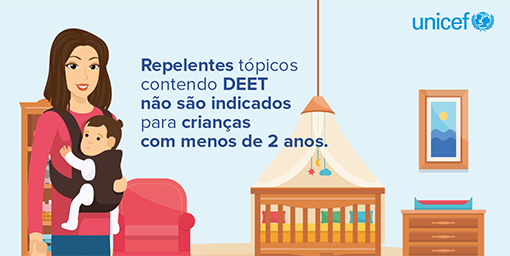 unicef
Repelentes tópicos
contendo DEET
não são indicados
para crianças
com menos de 2 anos.